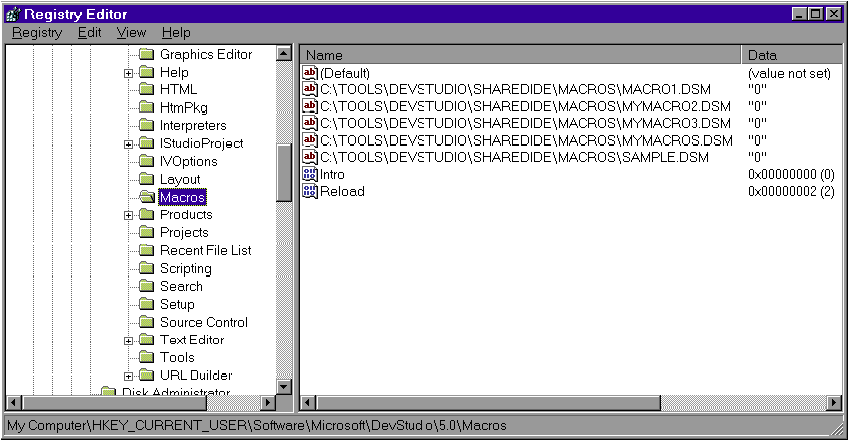 Registry Editor
Registry Edit View Help
Graphics Editor
Help
HTML
HtmPkg
Interpreters
IStudioProject
IVOptions
Layout
Macros
Products
Projects
Recent File List
Scripting
Search
Setup
Source Control
Text Editor
Tools
URL Builder
Disk Administrator
Name Data
(Default) (value not set)
C:\TOOLS\DEVSTUDIO\SHAREDIDE\MACROS\MACRO1.DSM "0"
C:\TOOLS\DEVSTUDIO\SHAREDIDE\MACROS\MYMACRO2.DSM "0"
C:\TOOLS\DEVSTUDIO\SHAREDIDE\MACROS\MYMACRO3.DSM "0"
C:\TOOLS\DEVSTUDIO\SHAREDIDE\MACROS\MYMACROS.DSM "0"
C:\TOOLS\DEVSTUDIO\SHAREDIDE\MACROS\SAMPLE.DSM "0"
Intro 0x00000000 (0)
Reload 0x00000002 (2)
My Computer\HKEY_CURRENT_USER\Software\Microsoft\DevStudio\5.0\Macros